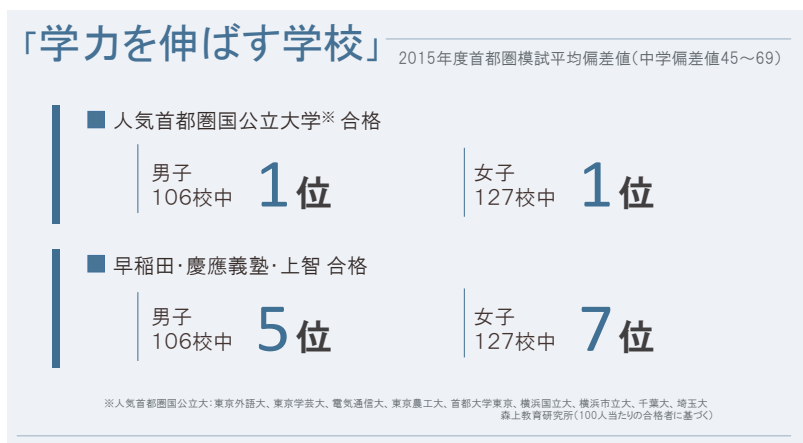 「学力を伸ばす学校」
2015年度首都圏模試平均偏差値(中学偏差値45〜69)
■ 人気首都圏国公立大学※ 合格
男子
106校中 1位
女子
127校中 1位
■ 早稲田・慶應義塾・上智 合格
男子
106校中 5位
女子
127校中 7位
※人気首都圏国公立大：東京外語大、東京学芸大、電気通信大、東京農工大、首都大学東京、横浜国立大、横浜市立大、千葉大、埼玉大
森上教育研究所(100人当たりの合格者に基づく)